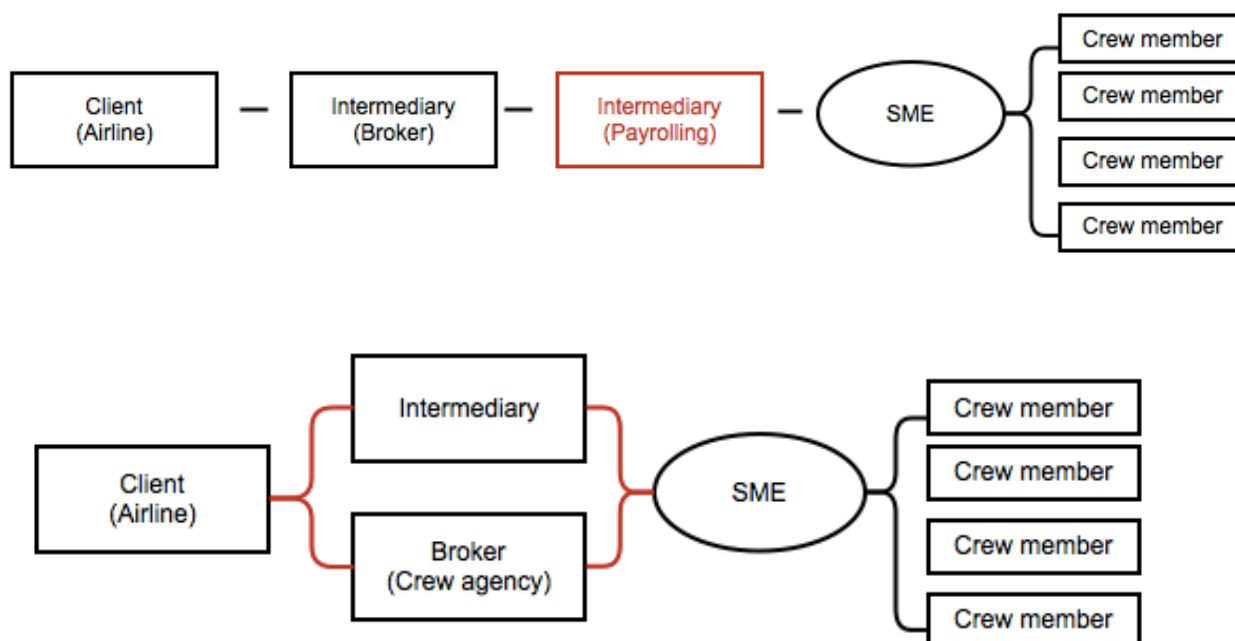 Client
(Airline)
Intermediary
(Broker)
Intermediary
(Payrolling)
SME
Crew member
Crew member
Crew member
Crew member
Client
(Airline)
Intermediary
Broker
(Crew agency)
SME
Crew member
Crew member
Crew member
Crew member